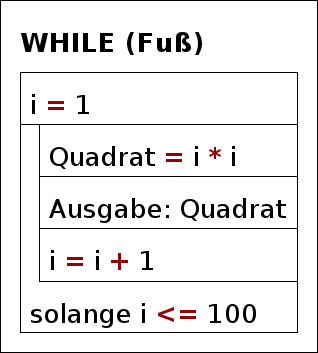 WHILE (Fuß)
i = 1
Quadrat = i * i
Ausgabe: Quadrat
i = i + 1
solange i <= 100